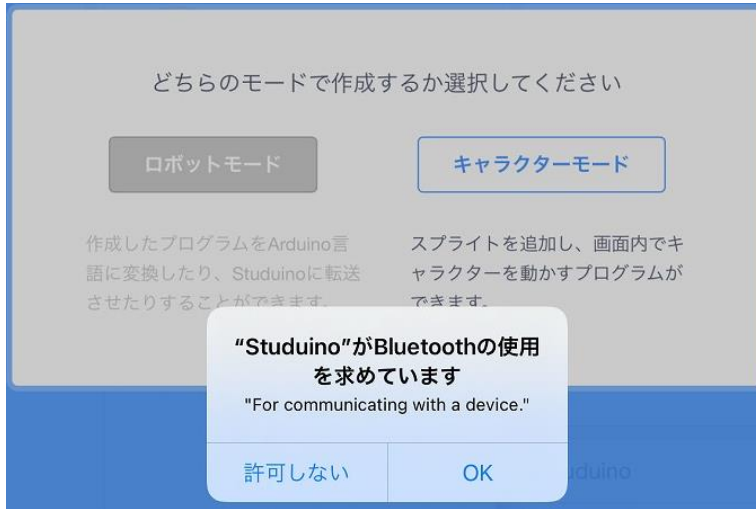 どちらのモードで作成するか選択してください
ロボットモード
キャラクターモード
作成したプログラムをArduino言
語に変換したり、Studuinoに転送
させたりすることができます。
スプライトを追加し、画面内でキ
ャラクターを動かすプログラムが
できます。
“Studuino”がBluetoothの使用
を求めています
"For communicating with a device."
許可しない
OK